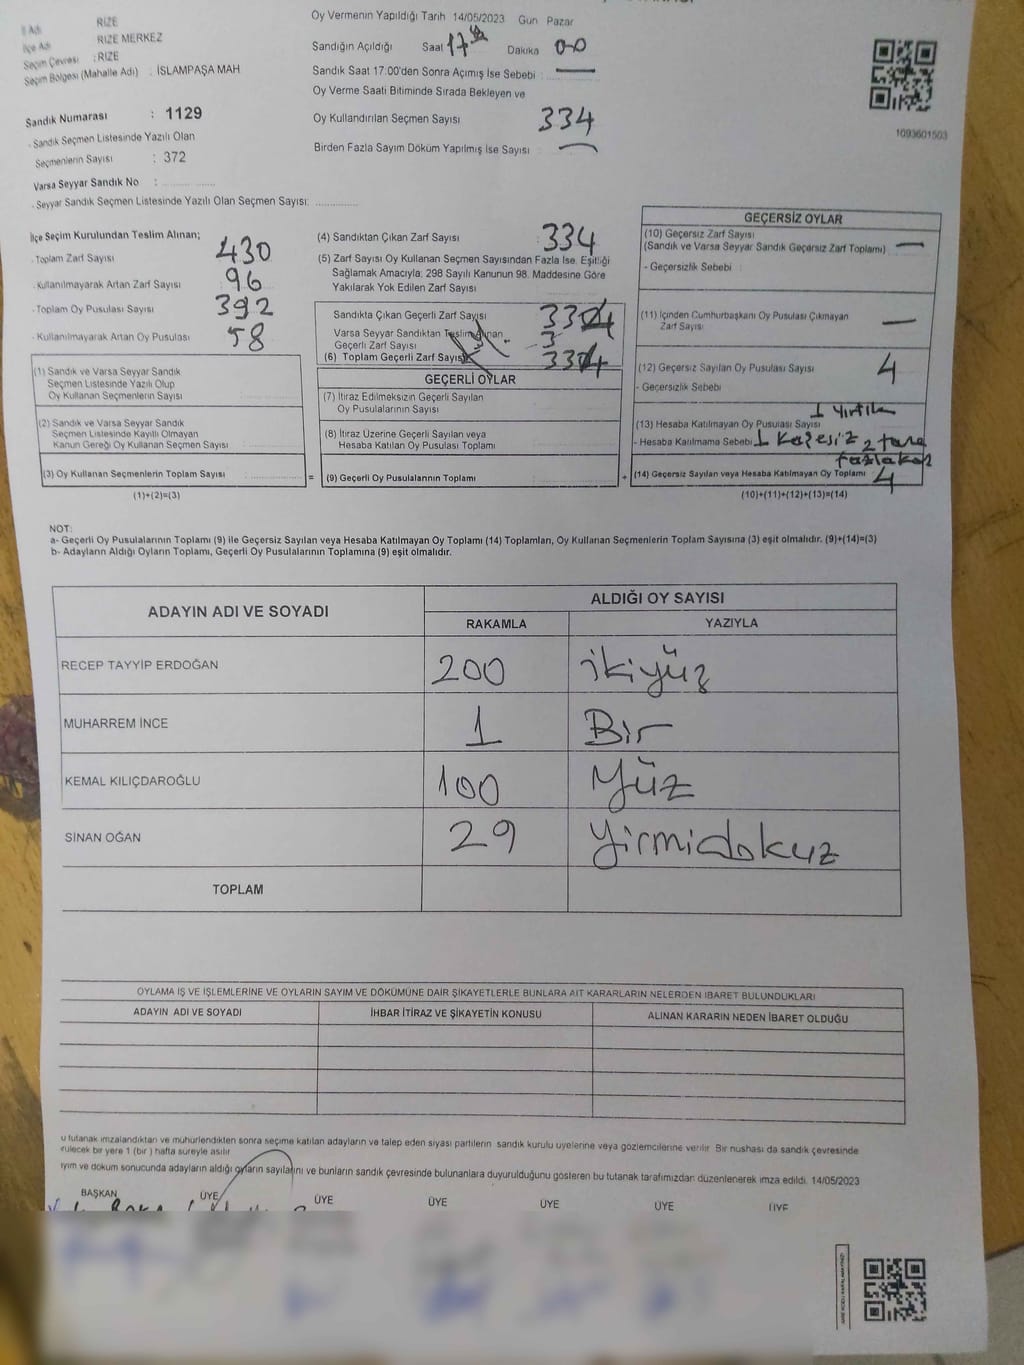 İl Adı RİZE
İlçe Adı RİZE MERKEZ
Seçim Çevresi : RİZE
Seçim Bölgesi (Mahalle Adı) : İSLAMPAŞA MAH
Sandık Numarası : 1129
- Sandık Seçmen Listesinde Yazılı Olan
Seçmenlerin Sayısı : 372
Varsa Seyyar Sandık No :
- Seyyar Sandık Seçmen Listesinde Yazılı Olan Seçmen Sayısı:
Oy Vermenin Yapıldığı Tarih 14/05/2023 Gün Pazar
Sandığın Açıldığı Saat 17 Dakika 00
Sandık Saat 17:00'den Sonra Açımış İse Sebebi : —
Oy Verme Saati Bitiminde Sırada Bekleyen ve
Oy Kullandırılan Seçmen Sayısı 334
Birden Fazla Sayım Döküm Yapılmış İse Sayısı : —
1093601503
İlçe Seçim Kurulundan Teslim Alınan;
- Toplam Zarf Sayısı 430
- Kullanılmayarak Artan Zarf Sayısı 96
- Toplam Oy Pusulası Sayısı 392
- Kullanılmayarak Artan Oy Pusulası 58
(1) Sandık ve Varsa Seyyar Sandık
Seçmen Listesinde Yazılı Olup
Oy Kullanan Seçmenlerin Sayısı
(2) Sandık ve Varsa Seyyar Sandık
Seçmen Listesinde Kayıtlı Olmayan
Kanun Gereği Oy Kullanan Seçmen Sayısı
(3) Oy Kullanan Seçmenlerin Toplam Sayısı
(1)+(2)=(3)
(4) Sandıktan Çıkan Zarf Sayısı : 334
(5) Zarf Sayısı Oy Kullanan Seçmen Sayısından Fazla İse, Eşitliği
Sağlamak Amacıyla; 298 Sayılı Kanunun 98. Maddesine Göre
Yakılarak Yok Edilen Zarf Sayısı
Sandıkta Çıkan Geçerli Zarf Sayısı 334
Varsa Seyyar Sandıktan Teslim Alınan
Geçerli Zarf Sayısı
(6) Toplam Geçerli Zarf Sayısı 334
GEÇERLİ OYLAR
(7) İtiraz Edilmeksizin Geçerli Sayılan
Oy Pusulalarının Sayısı
(8) İtiraz Üzerine Geçerli Sayılan veya
Hesaba Katılan Oy Pusulası Toplamı
= (9) Geçerli Oy Pusulalarının Toplamı +
GEÇERSİZ OYLAR
(10) Geçersiz Zarf Sayısı —
(Sandık ve Varsa Seyyar Sandık Geçersiz Zarf Toplamı)
- Geçersizlik Sebebi :
(11) İçinden Cumhurbaşkanı Oy Pusulası Çıkmayan
Zarf Sayısı —
(12) Geçersiz Sayılan Oy Pusulası Sayısı 4
- Geçersizlik Sebebi
1 Yırtık
(13) Hesaba Katılmayan Oy Pusulası Sayısı
- Hesaba Katılmama Sebebi 1 kaşesiz 2 tane
fazla
(14) Geçersiz Sayılan veya Hesaba Katılmayan Oy Toplamı 4
(10)+(11)+(12)+(13)=(14)
NOT:
a- Geçerli Oy Pusulalarının Toplamı (9) ile Geçersiz Sayılan veya Hesaba Katılmayan Oy Toplamı (14) Toplamları, Oy Kullanan Seçmenlerin Toplam Sayısına (3) eşit olmalıdır. (9)+(14)=(3)
b- Adayların Aldığı Oyların Toplamı, Geçerli Oy Pusulalarının Toplamına (9) eşit olmalıdır.
ADAYIN ADI VE SOYADI ALDIĞI OY SAYISI
RAKAMLA YAZIYLA
RECEP TAYYİP ERDOĞAN 200 ikiyüz
MUHARREM İNCE 1 Bir
KEMAL KILIÇDAROĞLU 100 Yüz
SİNAN OĞAN 29 Yirmidokuz
TOPLAM
OYLAMA İŞ VE İŞLEMLERİNE VE OYLARIN SAYIM VE DÖKÜMÜNE DAİR ŞİKAYETLERLE BUNLARA AİT KARARLARIN NELERDEN İBARET BULUNDUKLARI
ADAYIN ADI VE SOYADI İHBAR İTİRAZ VE ŞİKAYETİN KONUSU ALINAN KARARIN NEDEN İBARET OLDUĞU
u tutanak imzalandıktan ve mühürlendikten sonra seçime katılan adayların ve talep eden siyasi partilerin sandık kurulu üyelerine veya gözlemcilerine verilir. Bir nüshası da sandık çevresinde
rülecek bir yere 1 (bir ) hafta süreyle asılır
ıyım ve döküm sonucunda adayların aldığı oyların sayılarını ve bunların sandık çevresinde bulunanlara duyurulduğunu gösteren bu tutanak tarafımızdan düzenlenerek imza edildi. 14/05/2023
BAŞKAN ÜYE ÜYE ÜYE ÜYE ÜYE ÜYE